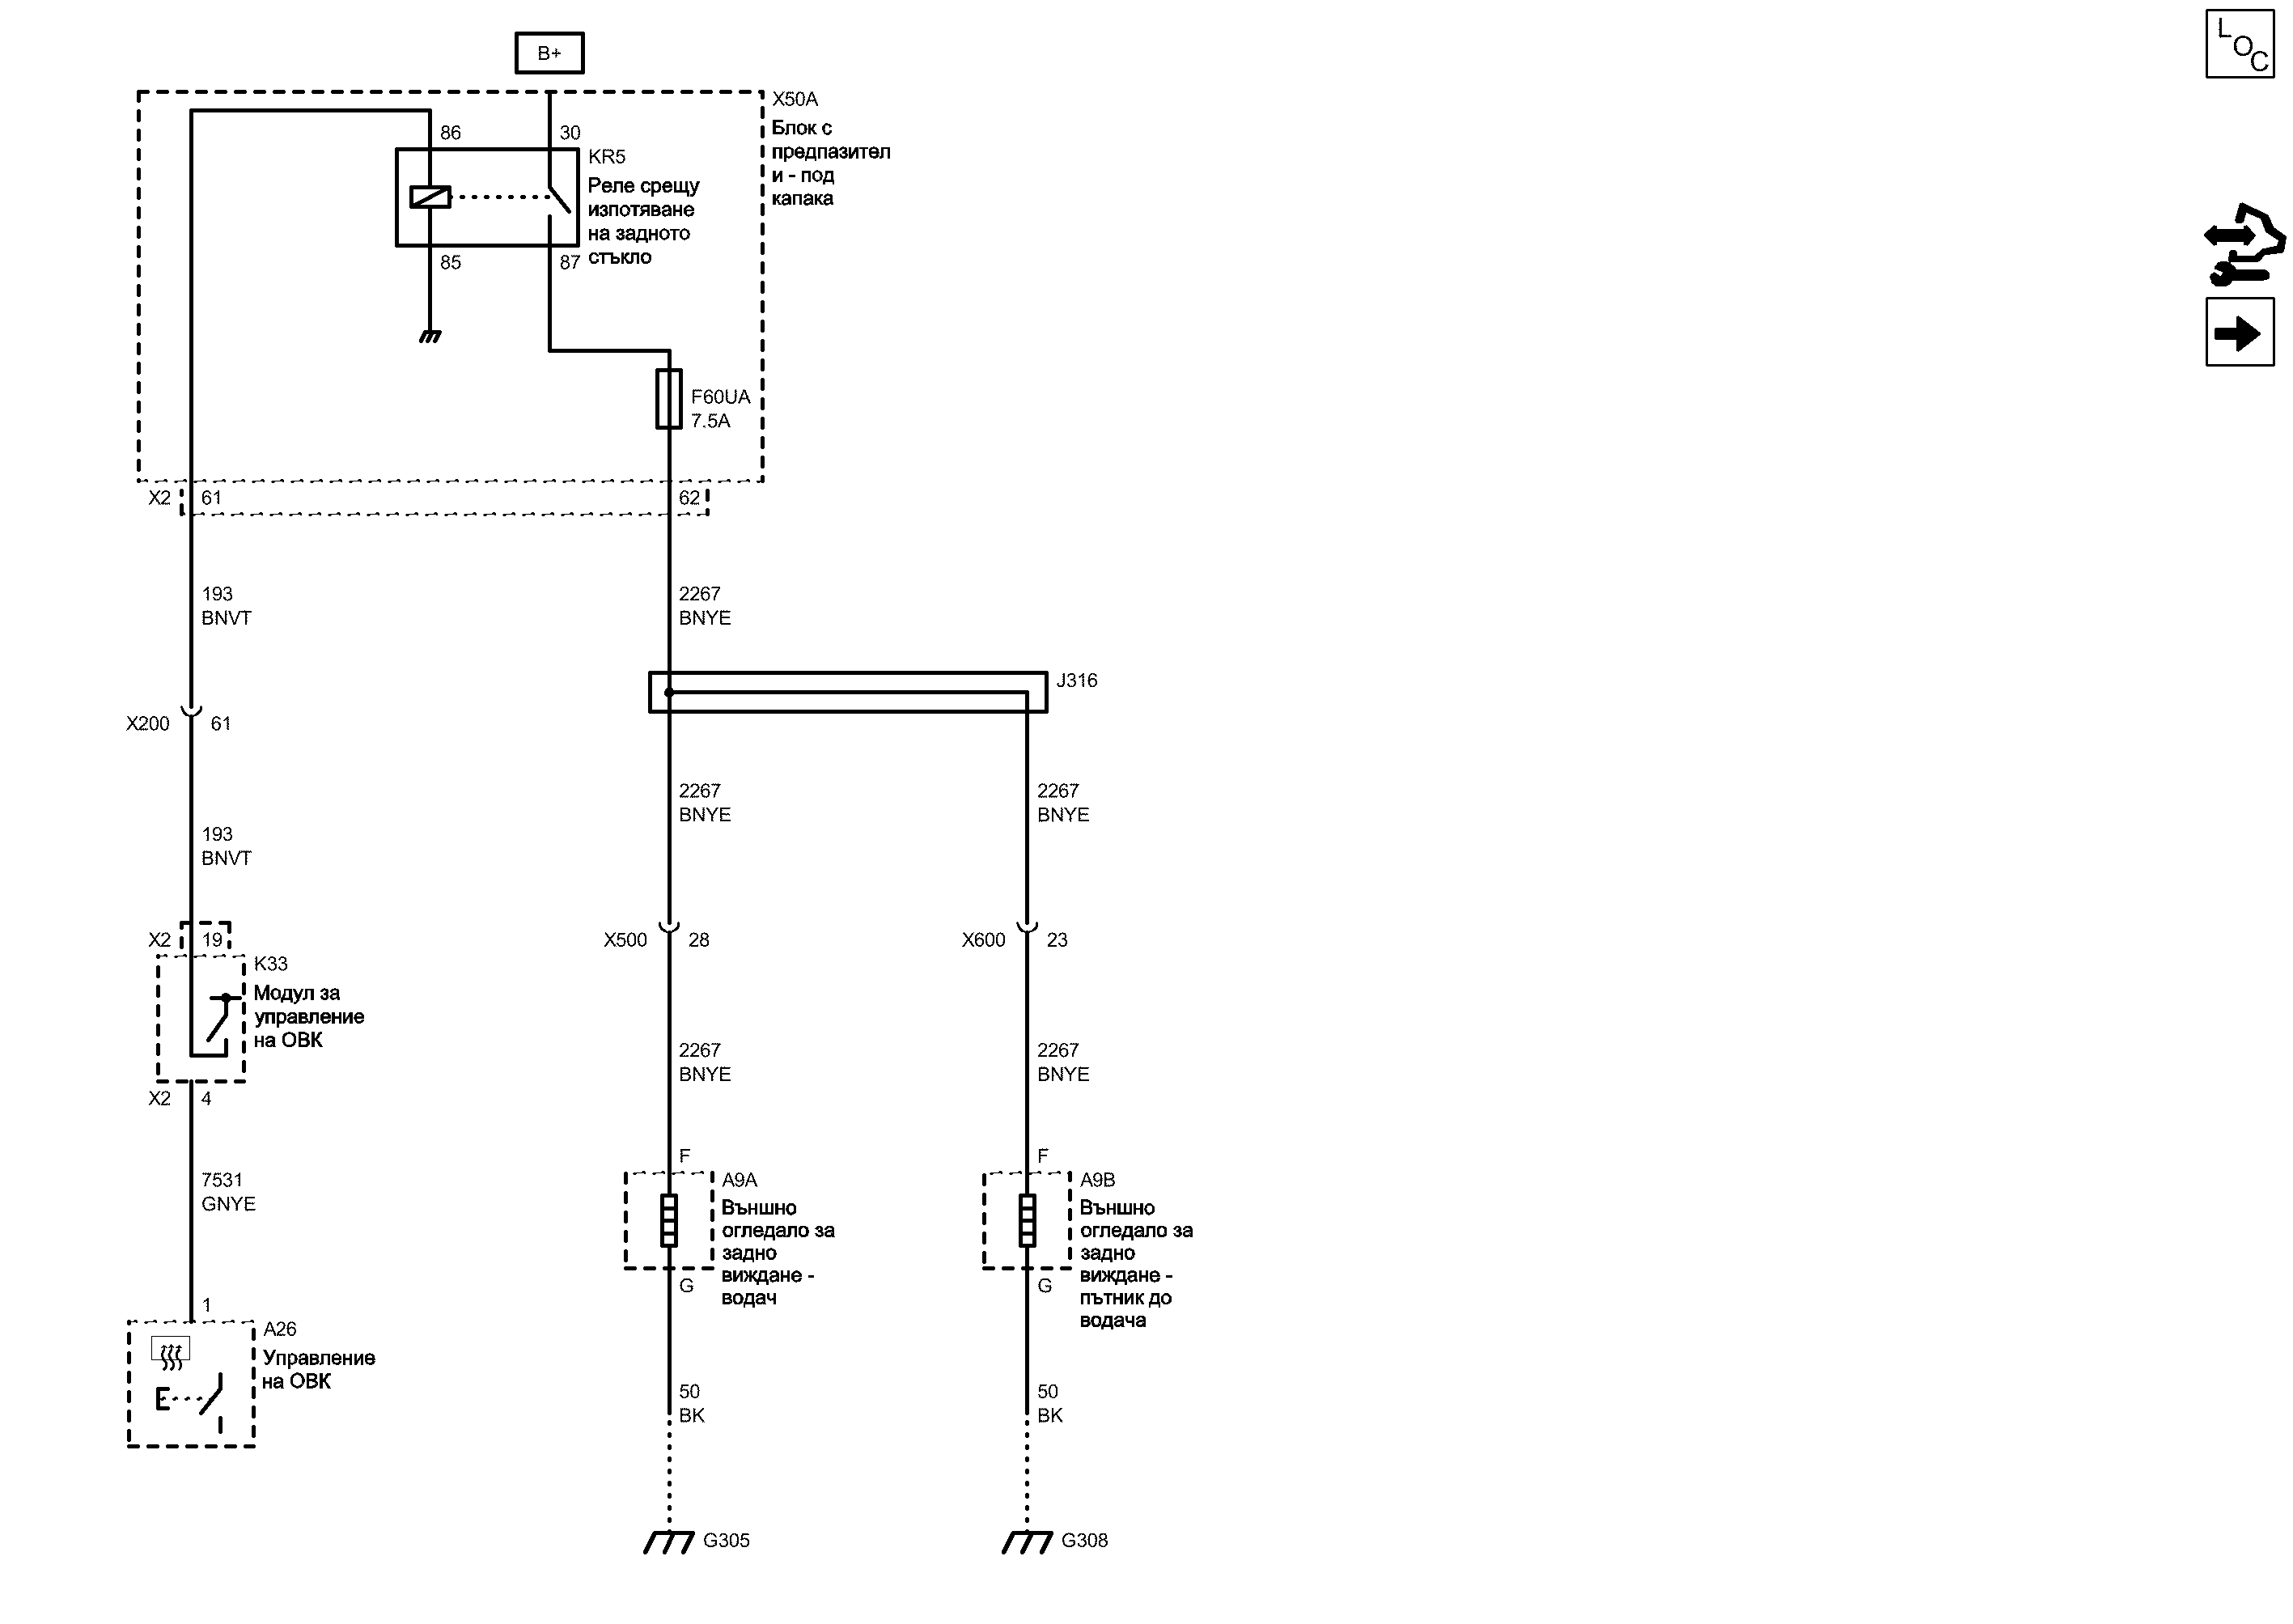 LOC
B+
X50A
Блок с
предпазител
и - под
капака
86
30
KR5
Реле срещу
изпотяване
на задното
стъкло
85
87
F60UA
7.5A
X2
61
62
193
BNVT
2267
BNYE
J316
X200
61
2267
BNYE
2267
BNYE
193
BNVT
X2
19
X500
28
X600
23
K33
Модул за
управление
на ОВК
2267
BNYE
2267
BNYE
X2
4
F
F
7531
GNYE
A9A
Външно
огледало за
задно
виждане -
водач
A9B
Външно
огледало за
задно
виждане -
пътник до
водача
G
G
1
A26
Управление
на ОВК
50
BK
50
BK
G305
G308